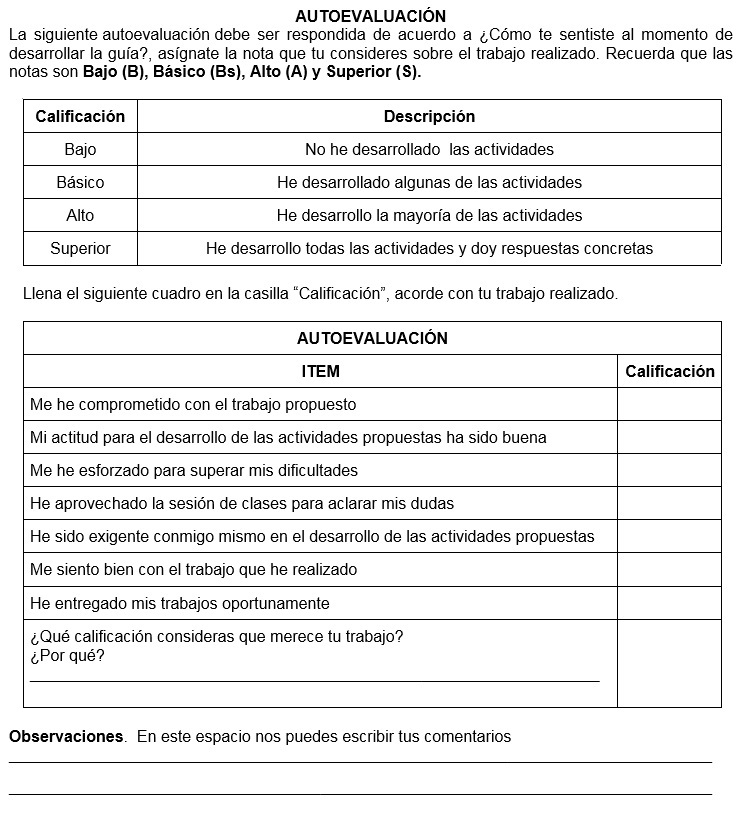 AUTOEVALUACIÓN
La siguiente autoevaluación debe ser respondida de acuerdo a ¿Cómo te sentiste al momento de
desarrollar la guía?, asígnate la nota que tu consideres sobre el trabajo realizado. Recuerda que las
notas son Bajo (B), Básico (Bs), Alto (A) y Superior (S).
Calificación Descripción
Bajo No he desarrollado las actividades
Básico He desarrollado algunas de las actividades
Alto He desarrollo la mayoría de las actividades
Superior He desarrollo todas las actividades y doy respuestas concretas
Llena el siguiente cuadro en la casilla “Calificación”, acorde con tu trabajo realizado.
AUTOEVALUACIÓN
ITEM Calificación
Me he comprometido con el trabajo propuesto
Mi actitud para el desarrollo de las actividades propuestas ha sido buena
Me he esforzado para superar mis dificultades
He aprovechado la sesión de clases para aclarar mis dudas
He sido exigente conmigo mismo en el desarrollo de las actividades propuestas
Me siento bien con el trabajo que he realizado
He entregado mis trabajos oportunamente
¿Qué calificación consideras que merece tu trabajo?
¿Por qué?
Observaciones. En este espacio nos puedes escribir tus comentarios